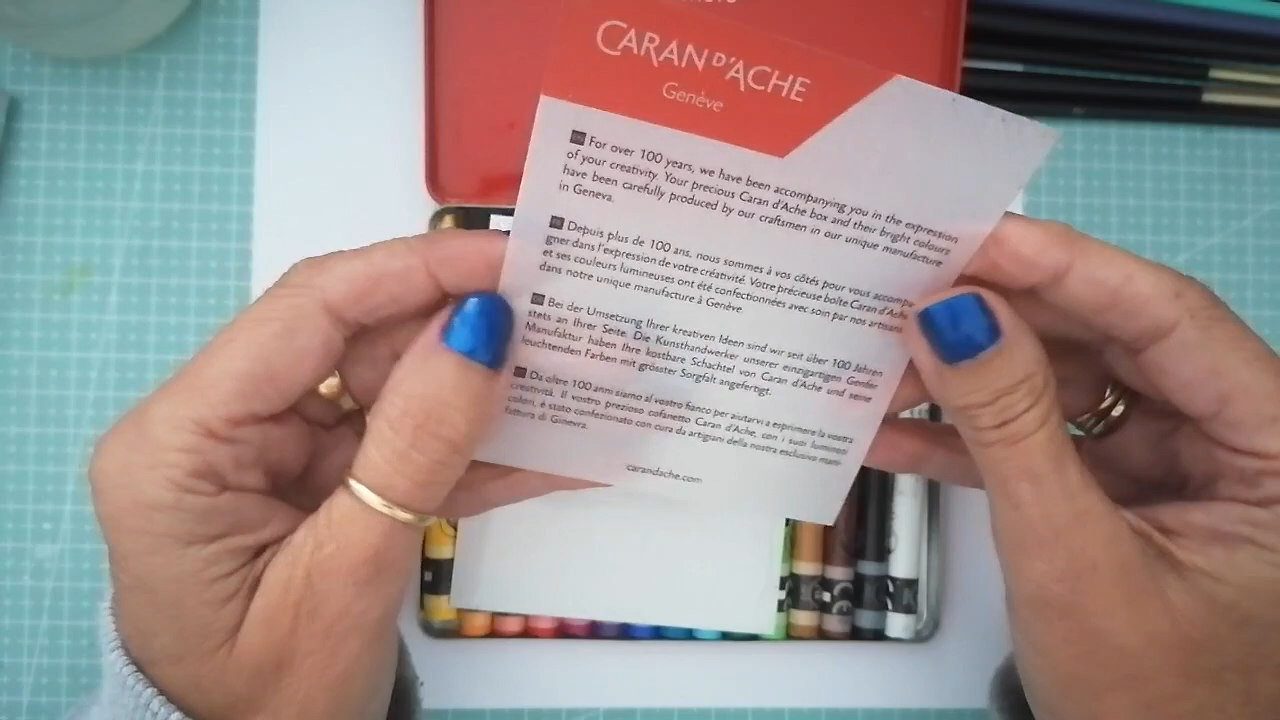 CARAN D'ACHE
Genève
For over 100 years, we have been accompanying you in the expression
of your creativity. Your precious Caran d'Ache box and their bright colours
have been carefully produced by our craftsmen in our unique manufacture
in Geneva.
Depuis plus de 100 ans, nous sommes à vos côtés pour vous accompa-
gner dans l'expression de votre créativité. Votre précieuse boîte Caran d'Ache
et ses couleurs lumineuses ont été confectionnées avec soin par nos artisans
dans notre unique manufacture à Genève.
Bei der Umsetzung Ihrer kreativen Ideen sind wir seit über 100 Jahren
stets an Ihrer Seite. Die Kunsthandwerker unserer einzigartigen Genfer
Manufaktur haben Ihre kostbare Schachtel von Caran d'Ache und seine
leuchtenden Farben mit grösster Sorgfalt angefertigt.
Da oltre 100 anni siamo al vostro fianco per aiutarvi a esprimere la vostra
creatività. Il vostro prezioso cofanetto Caran d'Ache, con i suoi luminosi
colori, è stato confezionato con cura da artigiani della nostra esclusiva mani-
fattura di Ginevra.
carandache.com